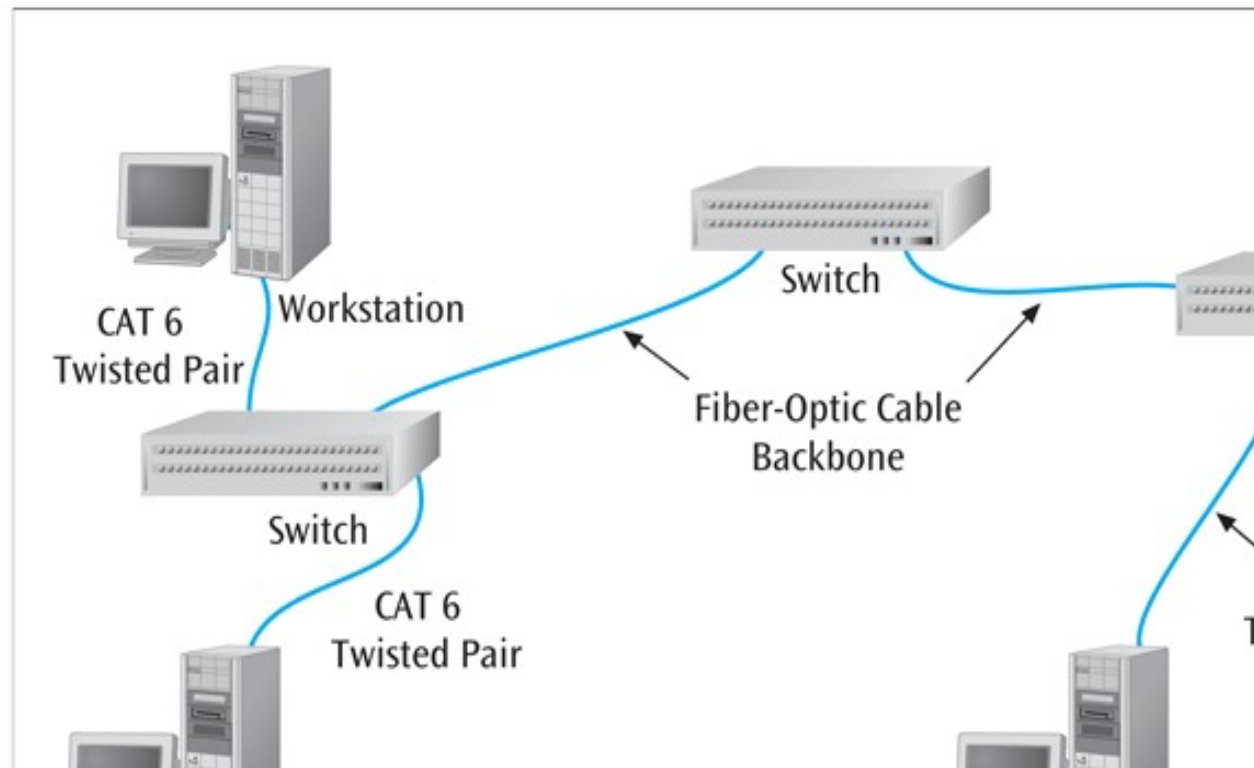 Workstation
CAT 6
Twisted Pair
Switch
Switch
Fiber-Optic Cable
Backbone
CAT 6
Twisted Pair